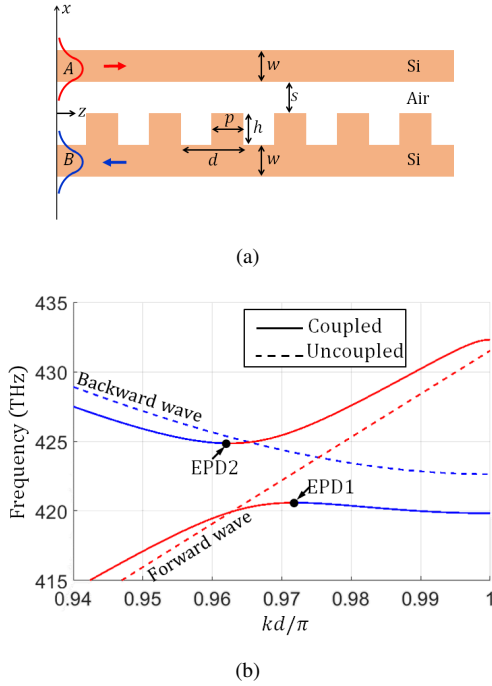 x
A
w
Si
s
Air
z
p
h
d
B
w
Si
(a)
435
430
425
420
415
Frequency (THz)
Coupled
Uncoupled
Backward wave
EPD2
EPD1
Forward wave
0.94
0.95
0.96
0.97
0.98
0.99
1
kd/π
(b)